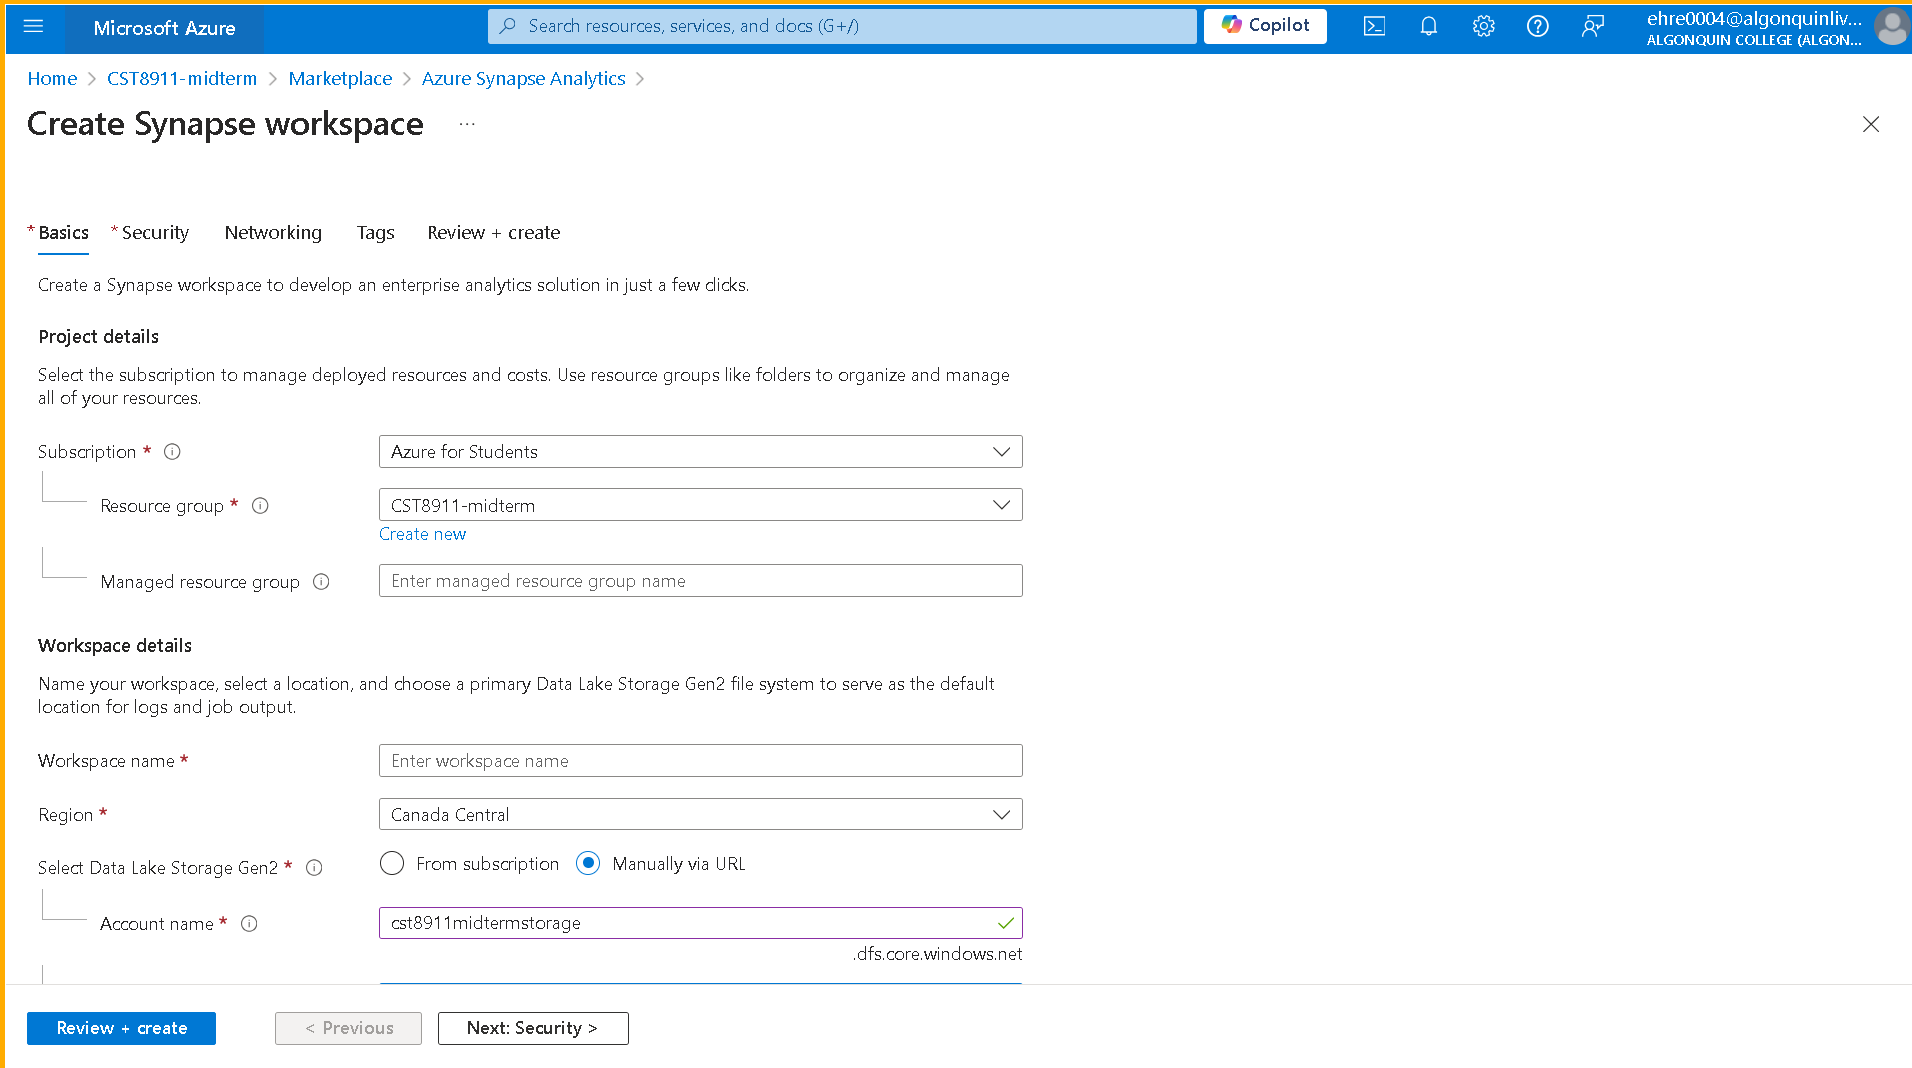 Microsoft Azure
Search resources, services, and docs (G+/)
Copilot
ehre0004@algonquinliv...
ALGONQUIN COLLEGE (ALGON...
Home > CST8911-midterm > Marketplace > Azure Synapse Analytics >
Create Synapse workspace ...
* Basics * Security Networking Tags Review + create
Create a Synapse workspace to develop an enterprise analytics solution in just a few clicks.
Project details
Select the subscription to manage deployed resources and costs. Use resource groups like folders to organize and manage
all of your resources.
Subscription * Azure for Students
Resource group * CST8911-midterm
Create new
Managed resource group Enter managed resource group name
Workspace details
Name your workspace, select a location, and choose a primary Data Lake Storage Gen2 file system to serve as the default
location for logs and job output.
Workspace name * Enter workspace name
Region * Canada Central
Select Data Lake Storage Gen2 * From subscription Manually via URL
Account name * cst8911midtermstorage
.dfs.core.windows.net
Review + create < Previous Next: Security >